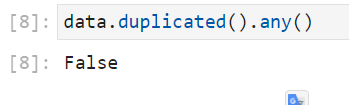 [8]: data.duplicated().any()
[8]: False